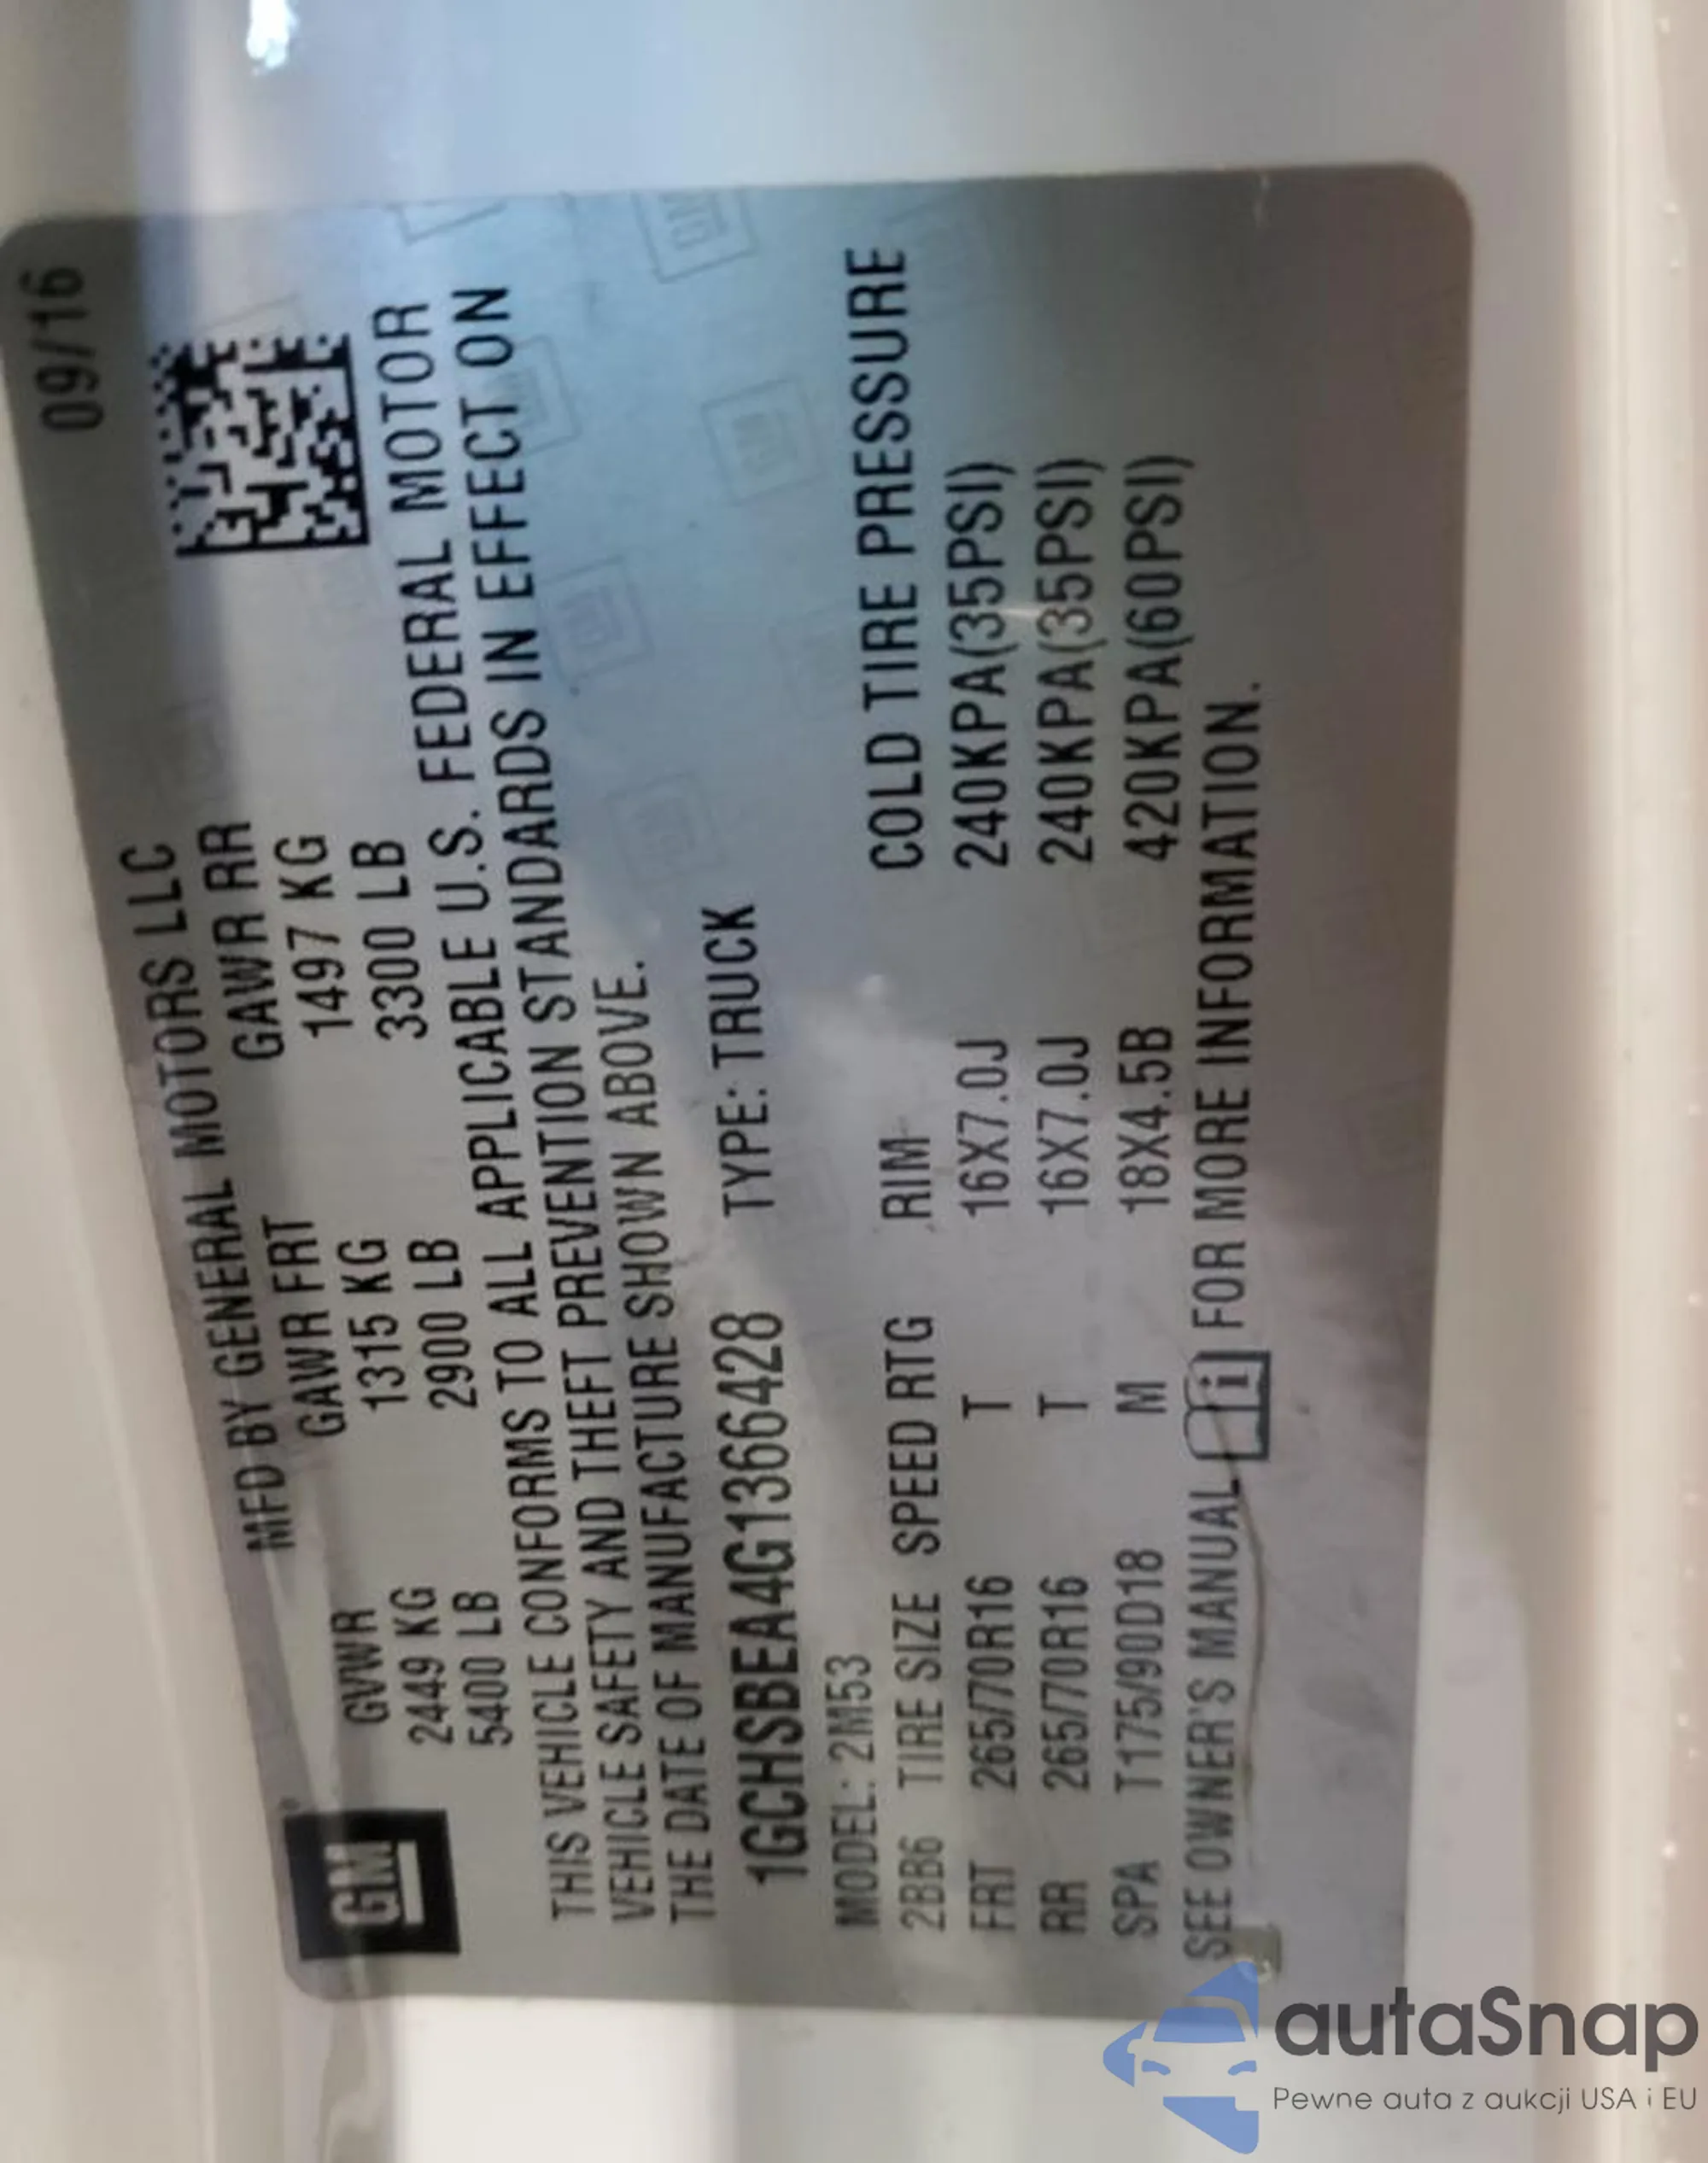 09/16
MFD BY GENERAL MOTORS LLC
GVWR GAWR FRT GAWR RR
2449 KG 1315 KG 1497 KG
5400 LB 2900 LB 3300 LB
THIS VEHICLE CONFORMS TO ALL APPLICABLE U.S. FEDERAL MOTOR
VEHICLE SAFETY AND THEFT PREVENTION STANDARDS IN EFFECT ON
THE DATE OF MANUFACTURE SHOWN ABOVE.
1GCHSBEA4G1366428 TYPE: TRUCK
MODEL: 2M53
2BB6 TIRE SIZE SPEED RTG RIM COLD TIRE PRESSURE
FRT 265/70R16 T 16X7.0J 240KPA(35PSI)
RR 265/70R16 T 16X7.0J 240KPA(35PSI)
SPA T175/90D18 M 18X4.5B 420KPA(60PSI)
SEE OWNER'S MANUAL i FOR MORE INFORMATION.
GM
autaSnap
Pewne auta z aukcji USA i EU